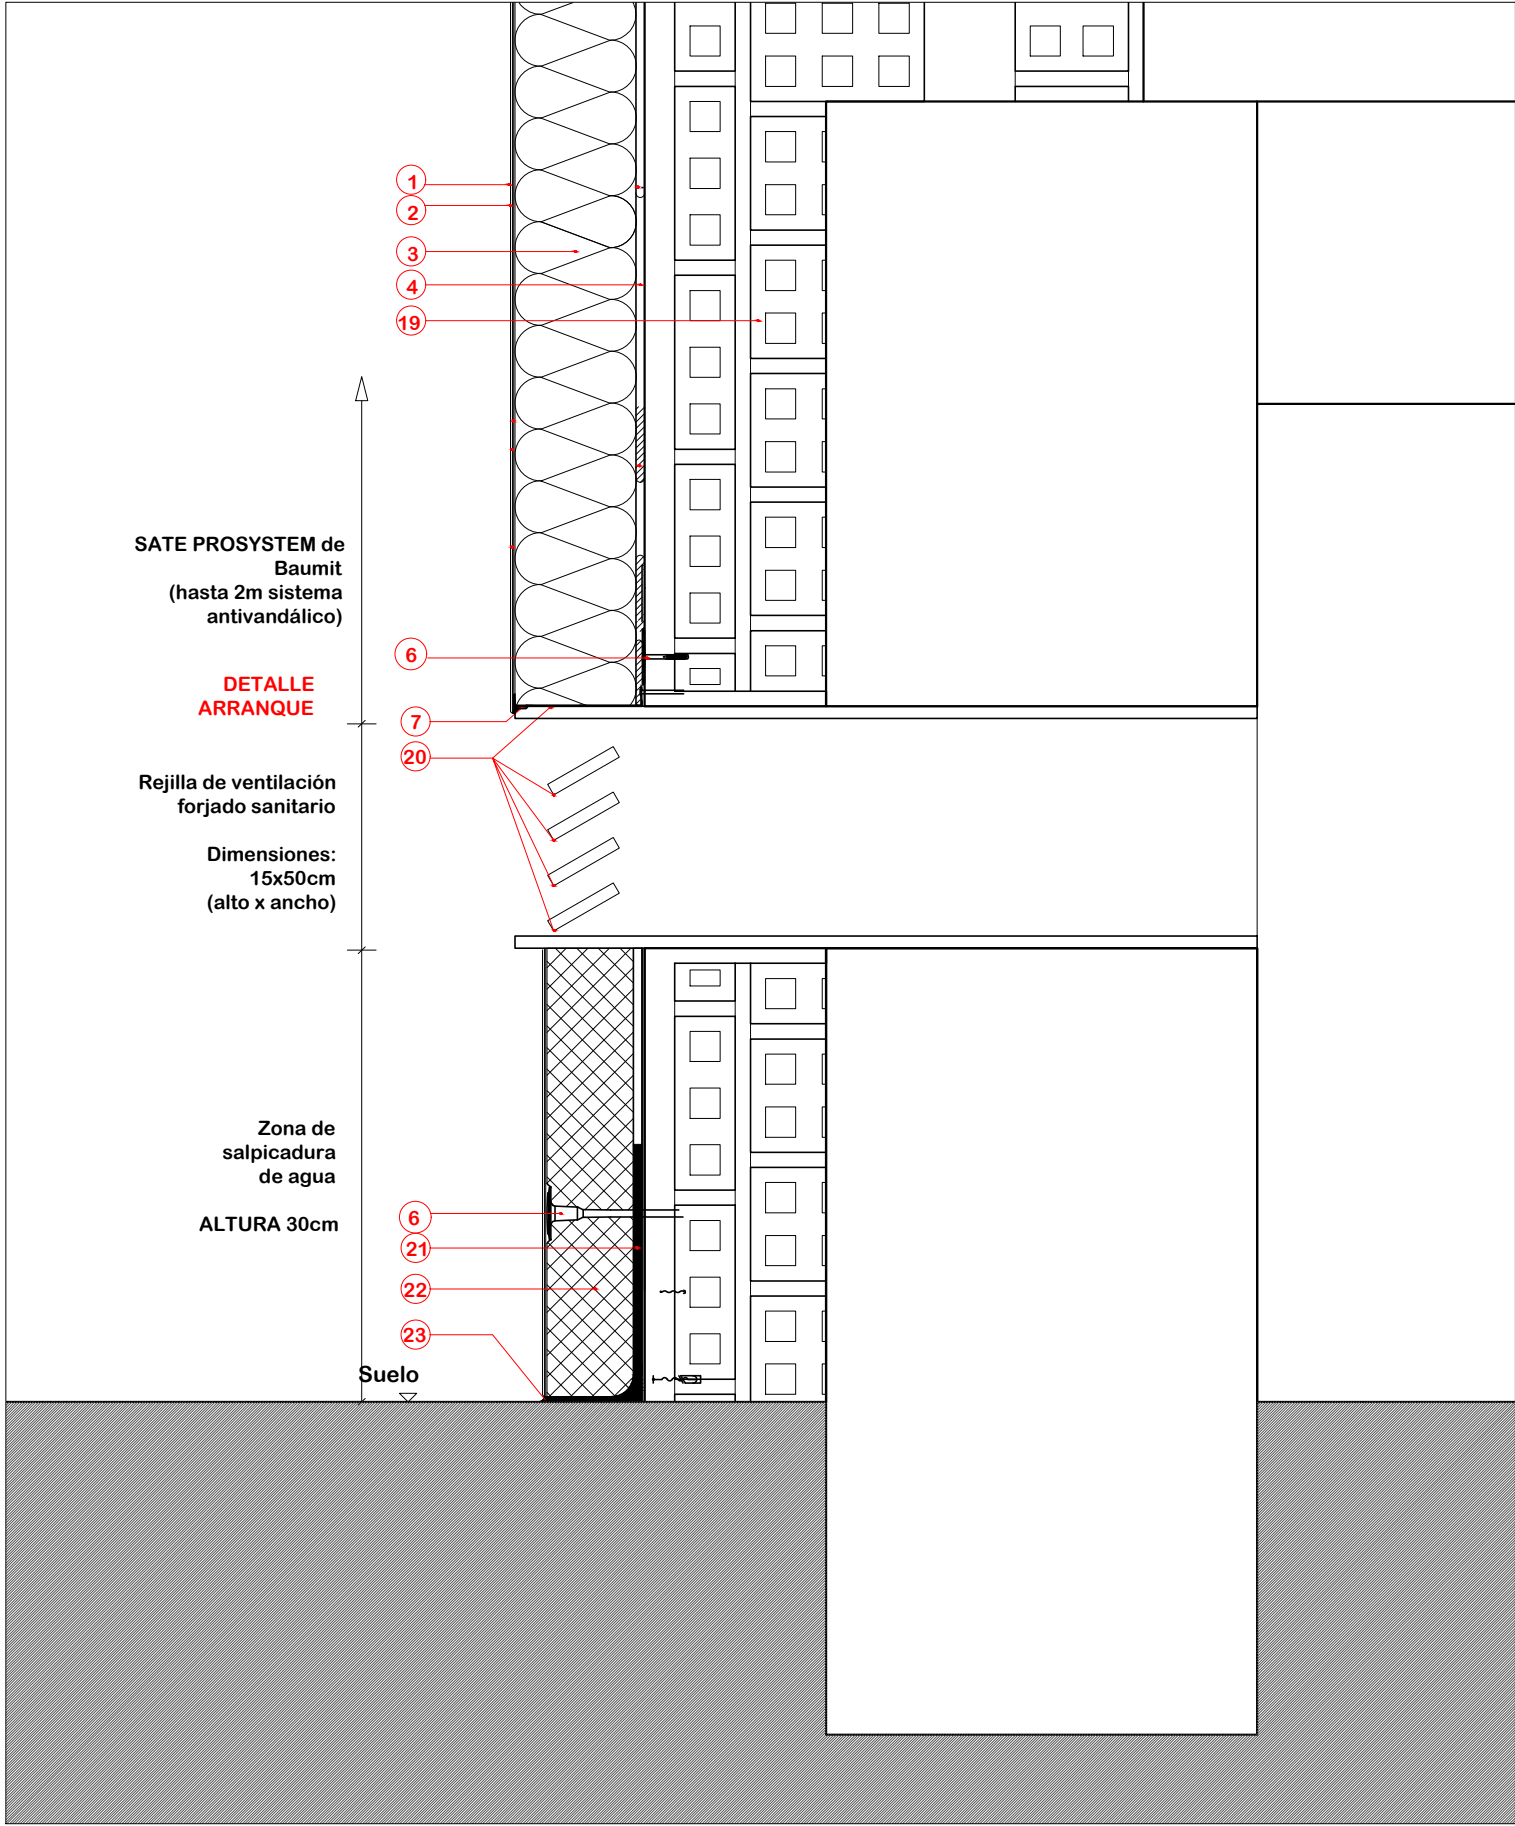 1
2
3
4
19
SATE PROSYSTEM de
Baumit
(hasta 2m sistema
antivandálico)
6
DETALLE
ARRANQUE
7
20
Rejilla de ventilación
forjado sanitario
Dimensiones:
15x50cm
(alto x ancho)
Zona de
salpicadura
de agua
ALTURA 30cm
6
21
22
23
Suelo